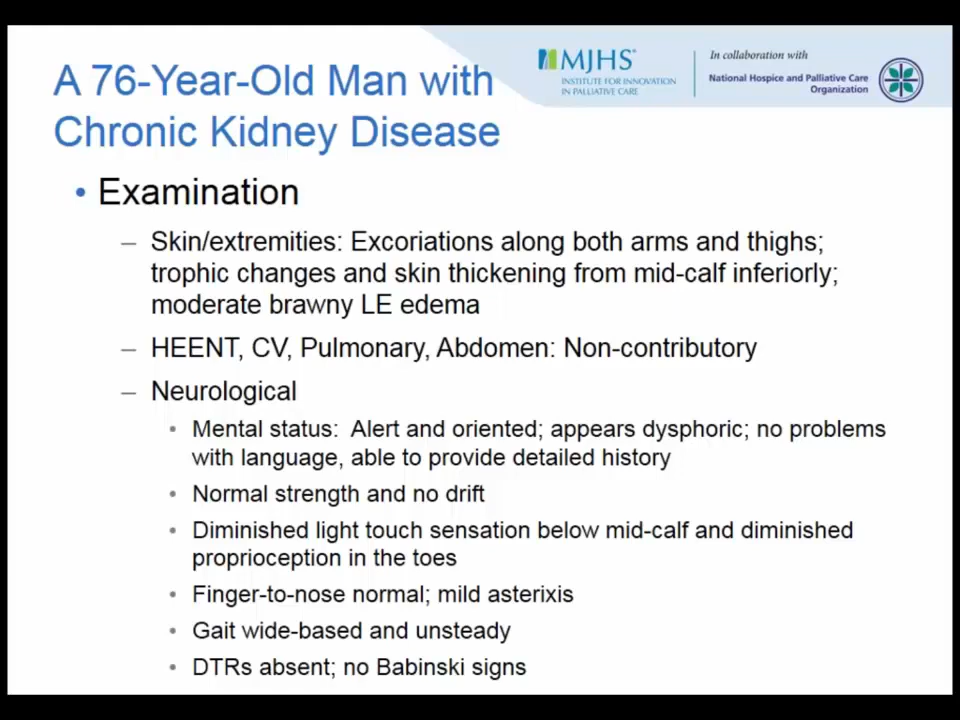 A 76-Year-Old Man with
Chronic Kidney Disease
MJHS
INSTITUTE FOR INNOVATION
IN PALLIATIVE CARE
In collaboration with
National Hospice and Palliative Care
Organization
• Examination
– Skin/extremities: Excoriations along both arms and thighs;
trophic changes and skin thickening from mid-calf inferiorly;
moderate brawny LE edema
– HEENT, CV, Pulmonary, Abdomen: Non-contributory
– Neurological
• Mental status: Alert and oriented; appears dysphoric; no problems
with language, able to provide detailed history
• Normal strength and no drift
• Diminished light touch sensation below mid-calf and diminished
proprioception in the toes
• Finger-to-nose normal; mild asterixis
• Gait wide-based and unsteady
• DTRs absent; no Babinski signs